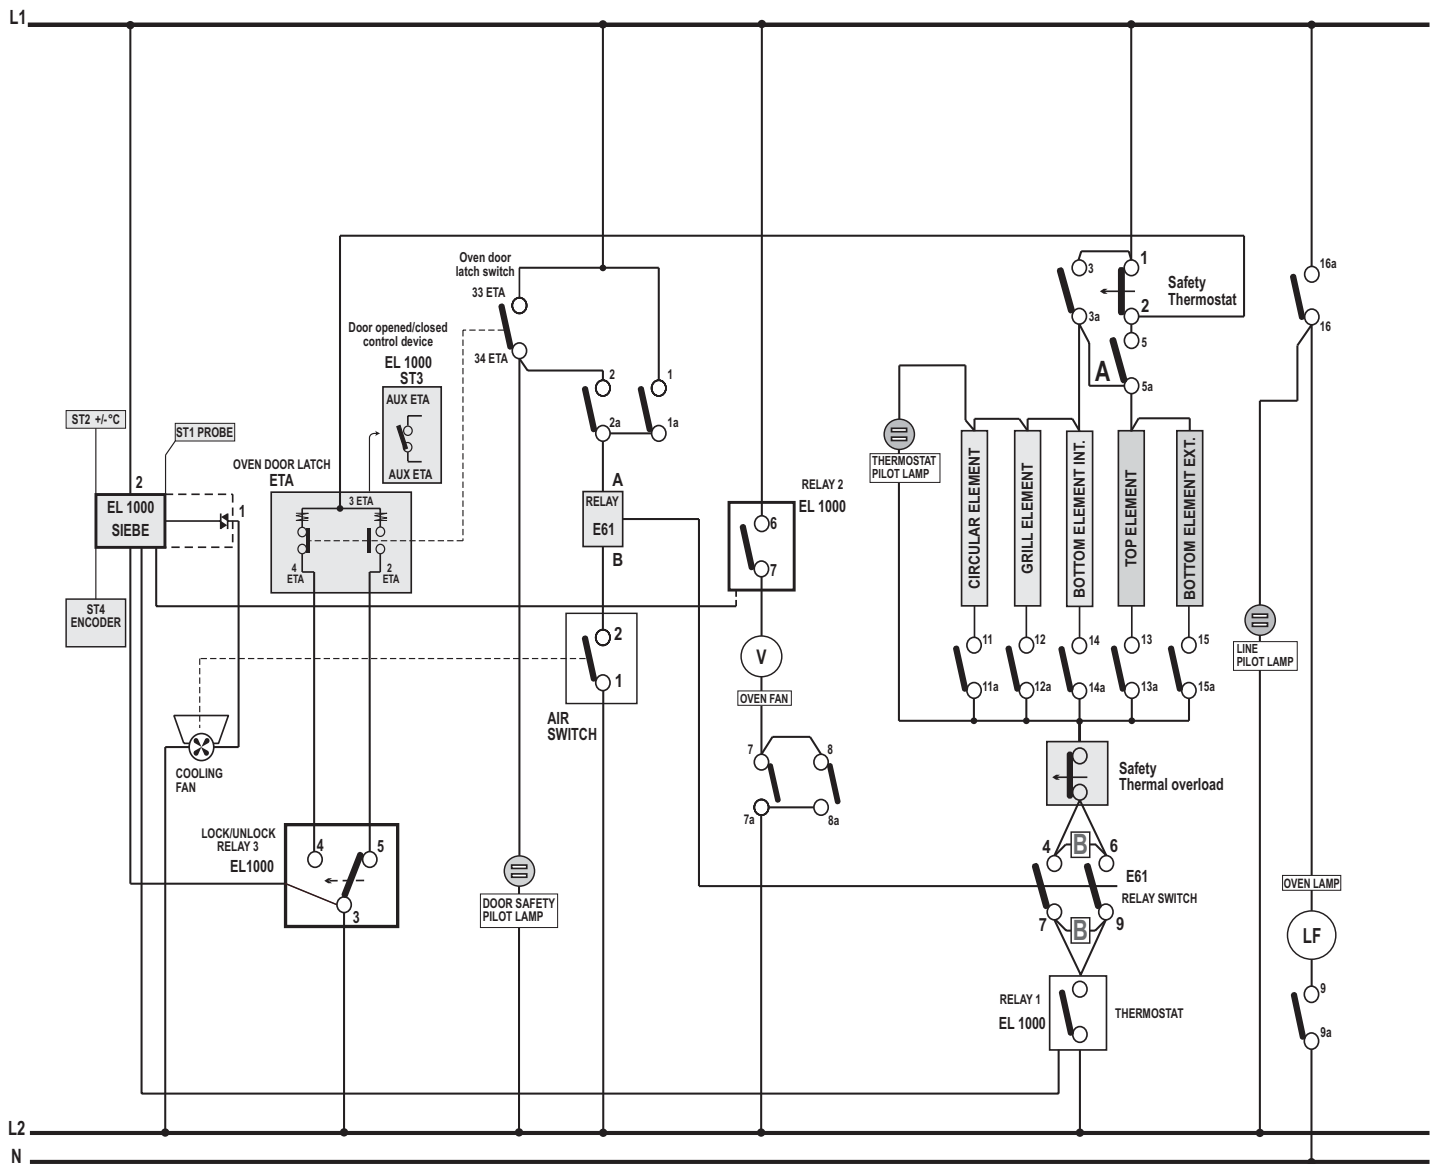 L1
16a
Oven door
latch switch
3
1
Safety
Thermostat
33 ETA
2
3a
16
Door opened/closed
control device
34 ETA
5
EL 1000
ST3
A
5a
2
1
AUX ETA
ST2 +/-°C
2a
1a
ST1 PROBE
AUX ETA
THERMOSTAT
PILOT LAMP
OVEN DOOR LATCH
ETA
A
RELAY 2
EL 1000
2
3 ETA
RELAY
E61
B
EL 1000
SIEBE
1
6
7
CIRCULAR ELEMENT
GRILL ELEMENT
BOTTOM ELEMENT INT.
TOP ELEMENT
BOTTOM ELEMENT EXT.
4
ETA
2
ETA
ST4
ENCODER
2
1
V
11
12
14
13
15
LINE
PILOT LAMP
11a
12a
14a
13a
15a
OVEN FAN
AIR
SWITCH
7
8
COOLING
FAN
Safety
Thermal overload
7a
8a
LOCK/UNLOCK
RELAY 3
EL1000
4
5
4
B
6
E61
RELAY SWITCH
OVEN LAMP
DOOR SAFETY
PILOT LAMP
3
7
B
9
LF
RELAY 1
EL 1000
THERMOSTAT
9
9a
L2
N